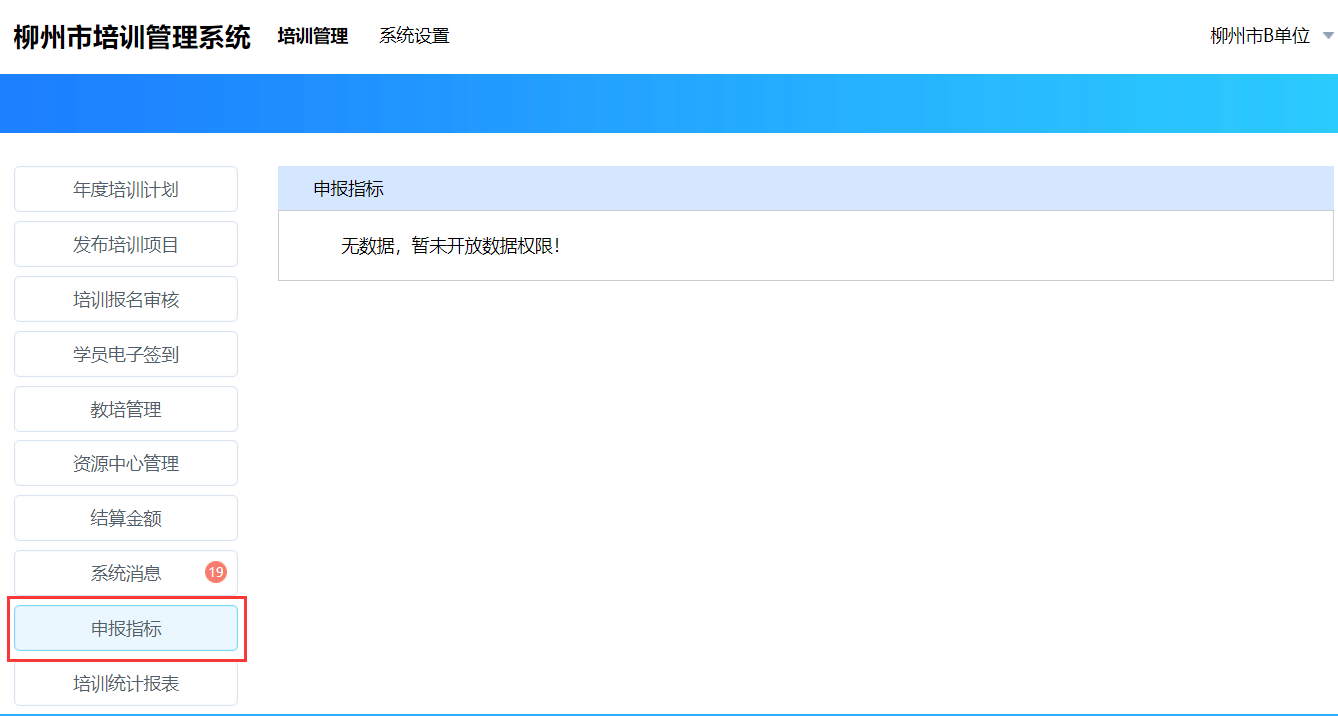 柳州市培训管理系统 培训管理 系统设置 柳州市B单位
年度培训计划
发布培训项目
培训报名审核
学员电子签到
教培管理
资源中心管理
结算金额
系统消息 19
申报指标
培训统计报表
申报指标
无数据，暂未开放数据权限！